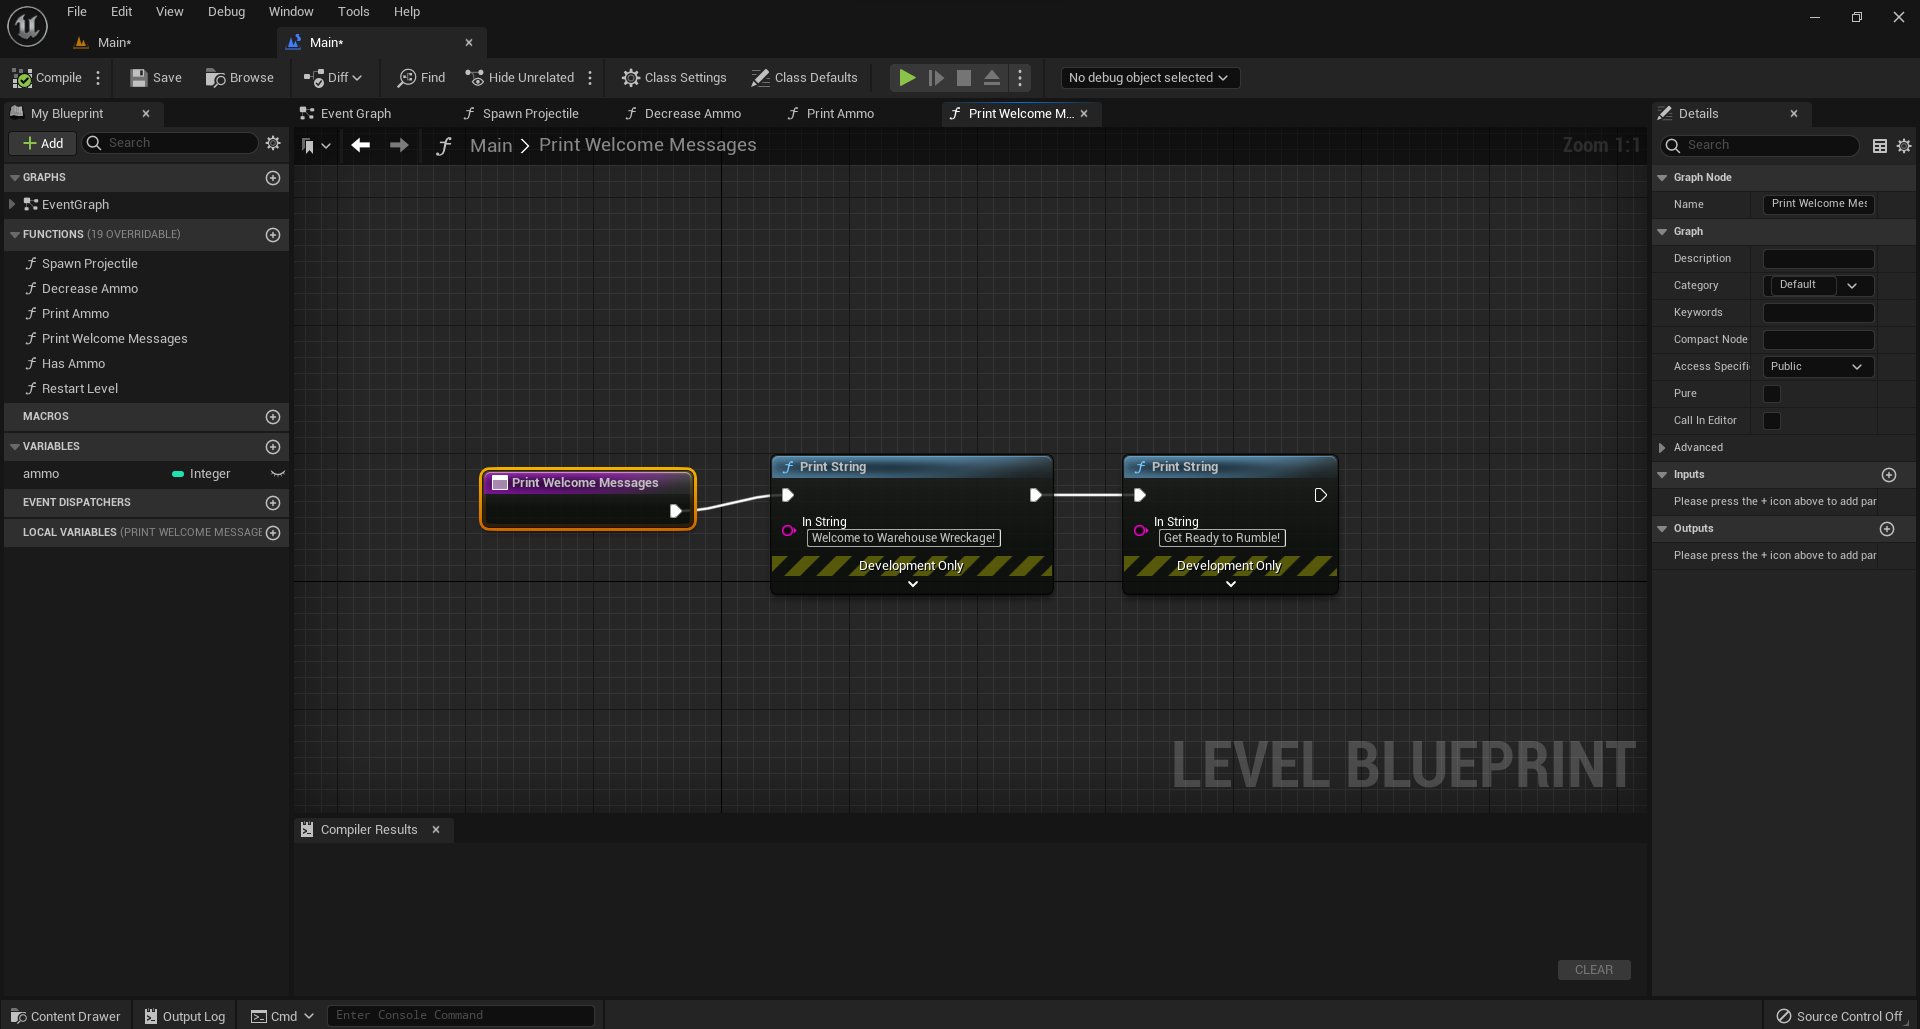 File Edit View Debug Window Tools Help
Main*
Main*
Compile
Save
Browse
Diff
Find
Hide Unrelated
Class Settings
Class Defaults
No debug object selected
My Blueprint
Event Graph
Spawn Projectile
Decrease Ammo
Print Ammo
Print Welcome M...
Details
Add
Search
Main > Print Welcome Messages
Zoom 1:1
Search
GRAPHS
EventGraph
FUNCTIONS (19 OVERRIDABLE)
Spawn Projectile
Decrease Ammo
Print Ammo
Print Welcome Messages
Has Ammo
Restart Level
MACROS
VARIABLES
ammo Integer
EVENT DISPATCHERS
LOCAL VARIABLES (PRINT WELCOME MESSAGE
Print Welcome Messages
Print String
In String
Welcome to Warehouse Wreckage!
Development Only
Print String
In String
Get Ready to Rumble!
Development Only
LEVEL BLUEPRINT
Graph Node
Name Print Welcome Mes
Graph
Description
Category Default
Keywords
Compact Node
Access Specifi Public
Pure
Call In Editor
Advanced
Inputs
Please press the + icon above to add par
Outputs
Please press the + icon above to add par
Compiler Results
CLEAR
Content Drawer
Output Log
Cmd
Enter Console Command
Source Control Off